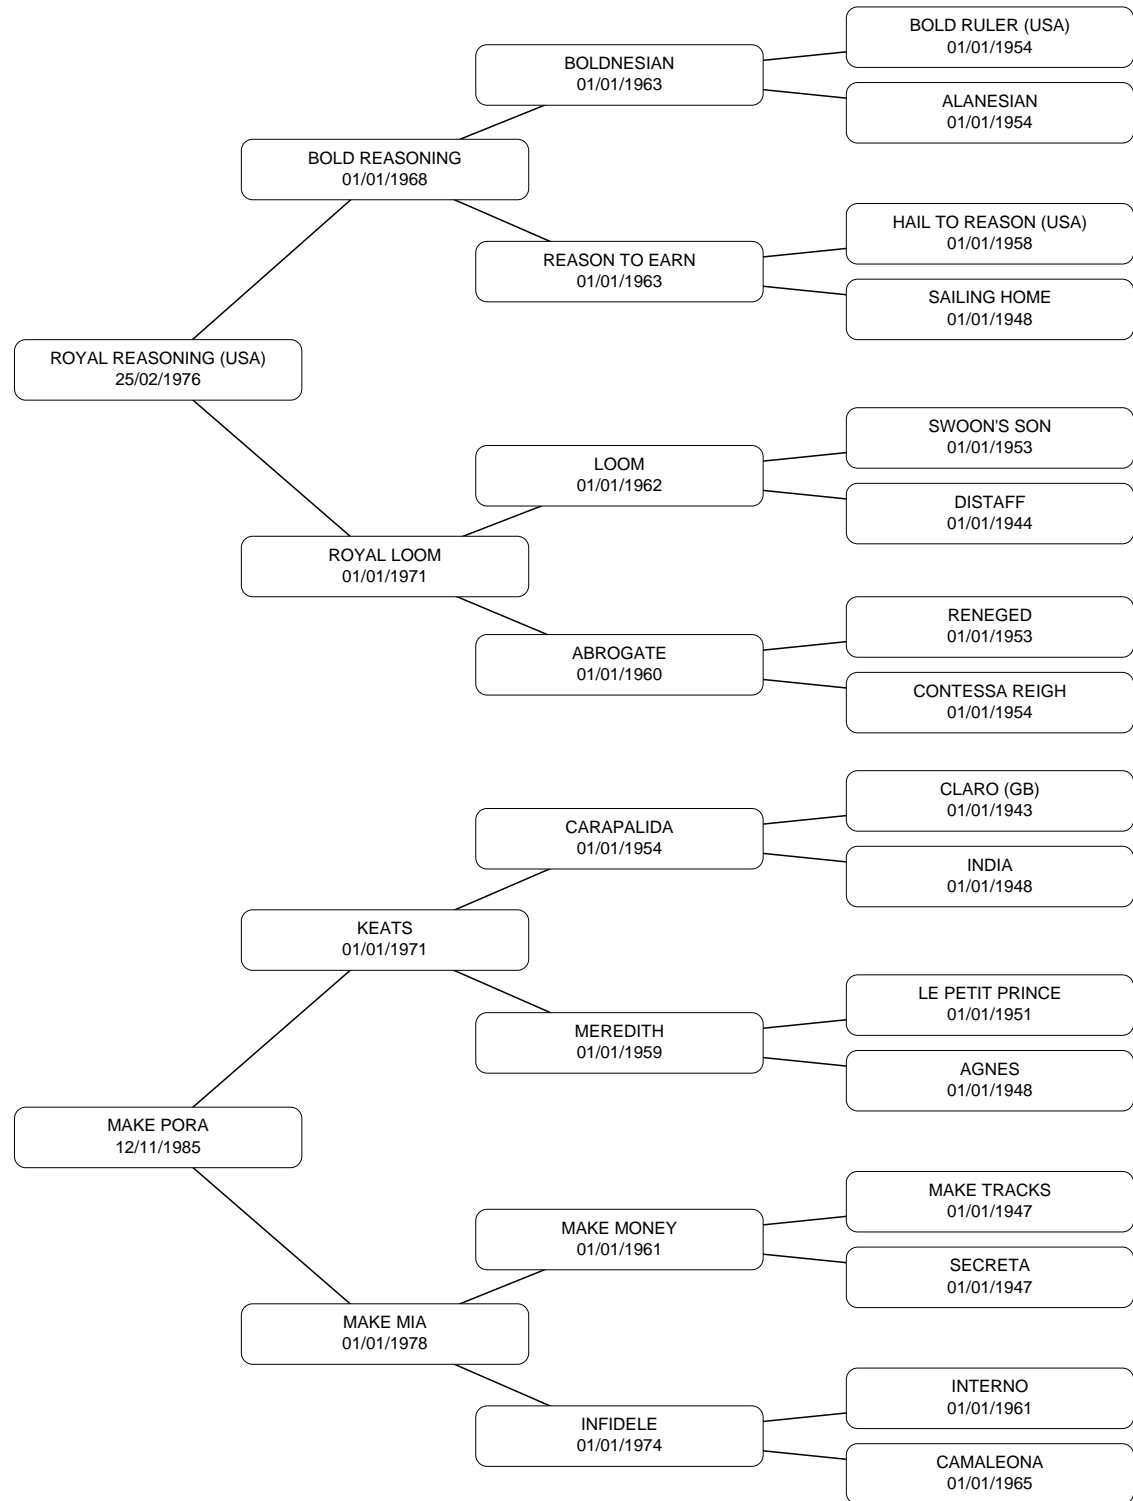 BOLD RULER (USA)
01/01/1954
BOLDNESIAN
01/01/1963
ALANESIAN
01/01/1954
BOLD REASONING
01/01/1968
HAIL TO REASON (USA)
01/01/1958
REASON TO EARN
01/01/1963
SAILING HOME
01/01/1948
ROYAL REASONING (USA)
25/02/1976
SWOON'S SON
01/01/1953
LOOM
01/01/1962
DISTAFF
01/01/1944
ROYAL LOOM
01/01/1971
RENEGED
01/01/1953
ABROGATE
01/01/1960
CONTESSA REIGH
01/01/1954
CLARO (GB)
01/01/1943
CARAPALIDA
01/01/1954
INDIA
01/01/1948
KEATS
01/01/1971
LE PETIT PRINCE
01/01/1951
MEREDITH
01/01/1959
AGNES
01/01/1948
MAKE PORA
12/11/1985
MAKE TRACKS
01/01/1947
MAKE MONEY
01/01/1961
SECRETA
01/01/1947
MAKE MIA
01/01/1978
INTERNO
01/01/1961
INFIDELE
01/01/1974
CAMALEONA
01/01/1965